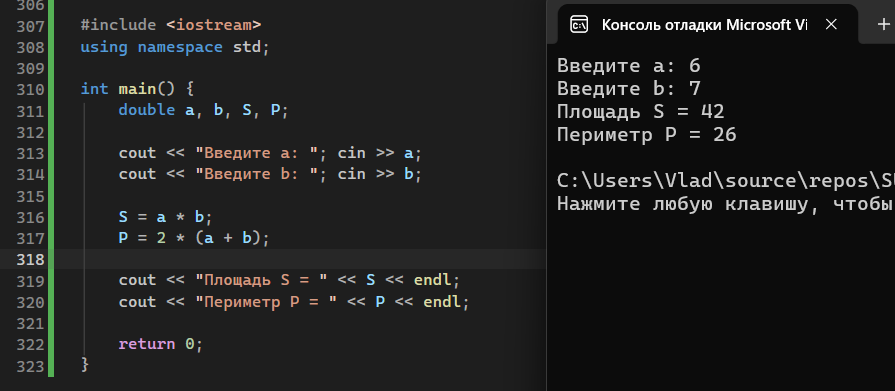 306
307 #include <iostream>
308 using namespace std;
309
310 int main() {
311 double a, b, S, P;
312
313 cout << "Введите a: "; cin >> a;
314 cout << "Введите b: "; cin >> b;
315
316 S = a * b;
317 P = 2 * (a + b);
318
319 cout << "Площадь S = " << S << endl;
320 cout << "Периметр P = " << P << endl;
321
322 return 0;
323 }
Консоль отладки Microsoft Vi
Введите a: 6
Введите b: 7
Площадь S = 42
Периметр P = 26
C:\Users\Vlad\source\repos\S
Нажмите любую клавишу, чтобы